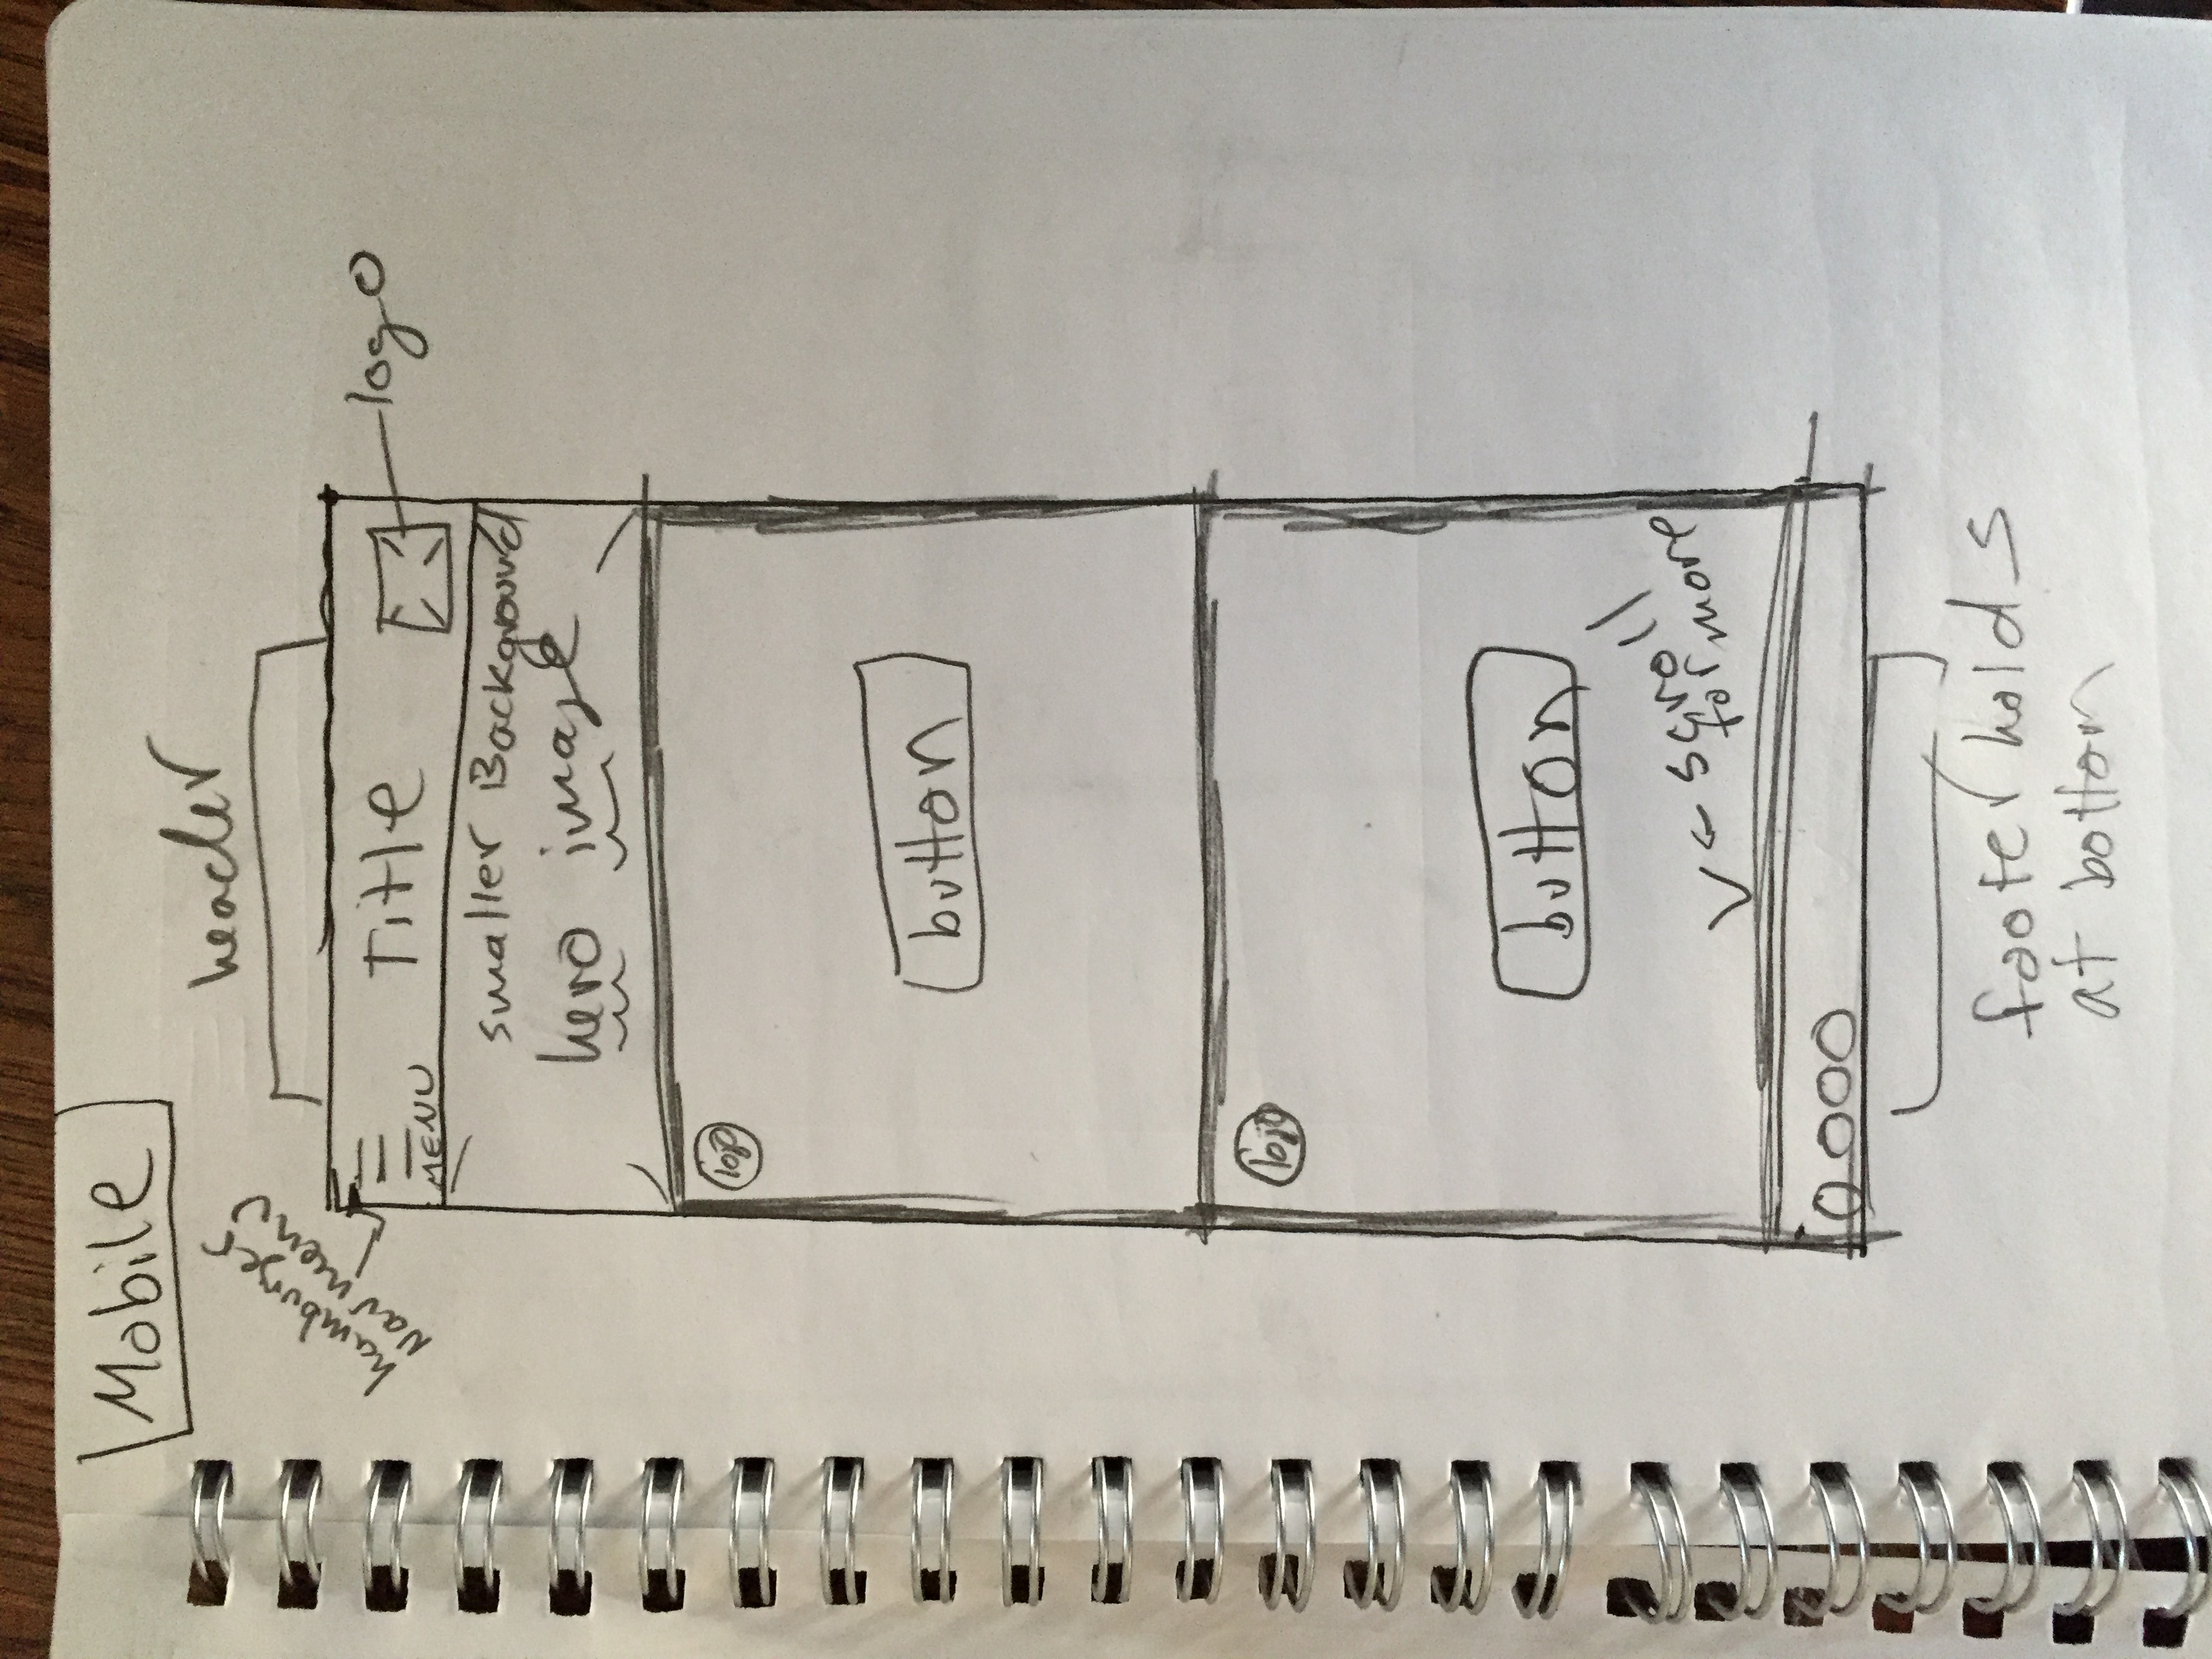 Mobile
header
hamburger
Nav menu
MENU
Title
logo
smaller Background
hero image
logo
button
logo
button
scroll
for more
footer holds
at bottom